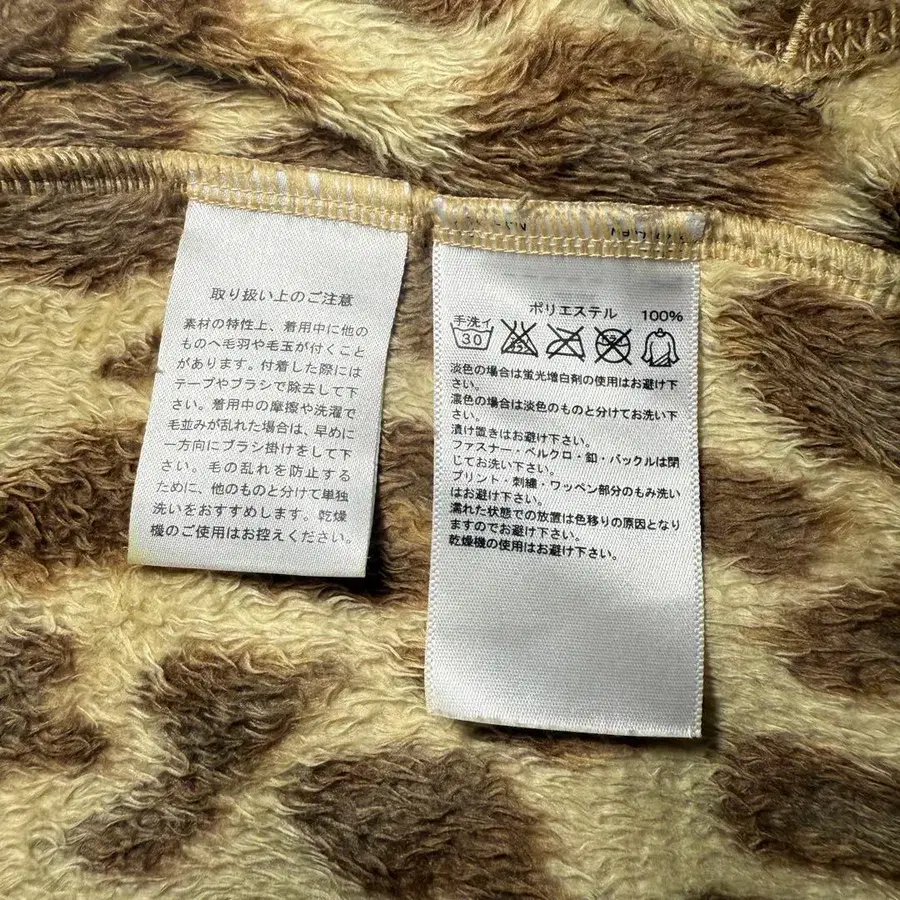 取り扱い上のご注意
素材の特性上、着用中に他の
ものへ毛羽や毛玉が付くこと
があります。付着した際には
テープやブラシで除去して下
さい。着用中の摩擦や洗濯で
毛並みが乱れた場合は、早めに
一方向にブラシ掛けをして下
さい。毛の乱れを防止する
ために、他のものと分けて単独
洗いをおすすめします。乾燥
機のご使用はお控えください。
ポリエステル 100%
手洗イ
30
淡色の場合は蛍光増白剤の使用はお避け下
さい。
濃色の場合は淡色のものと分けてお洗い下
さい。
漬け置きはお避け下さい。
ファスナー・ベルクロ・釦・バックルは閉
じてお洗い下さい。
プリント・刺繍・ワッペン部分のもみ洗い
はお避け下さい。
濡れた状態での放置は色移りの原因となり
ますのでお避け下さい。
乾燥機の使用はお避け下さい。